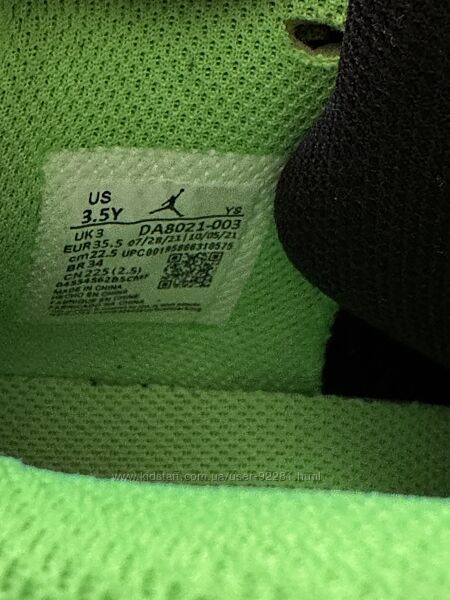 US
3.5Y YS
UK 3 DA8021-003
EUR 35.5 07/28/21 | 10/05/21
cm 22.5 UPC00195866310575
BR 34
CN 225 (2.5)
MADE IN CHINA
HECHO EN CHINA
FABRIQUE EN CHINE
www.kidstaff.com.ua/user-92281.html